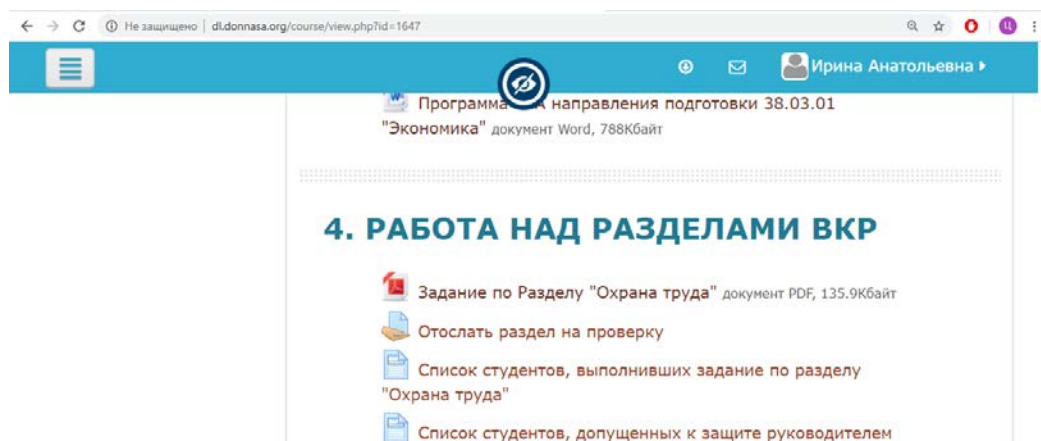 Не защищено | dl.donnasa.org/course/view.php?id=1647
Ирина Анатольевна
Программа А направления подготовки 38.03.01
"Экономика" документ Word, 788Кбайт
4. РАБОТА НАД РАЗДЕЛАМИ ВКР
Задание по Разделу "Охрана труда" документ PDF, 135.9Кбайт
Отослать раздел на проверку
Список студентов, выполнивших задание по разделу
"Охрана труда"
Список студентов, допущенных к защите руководителем